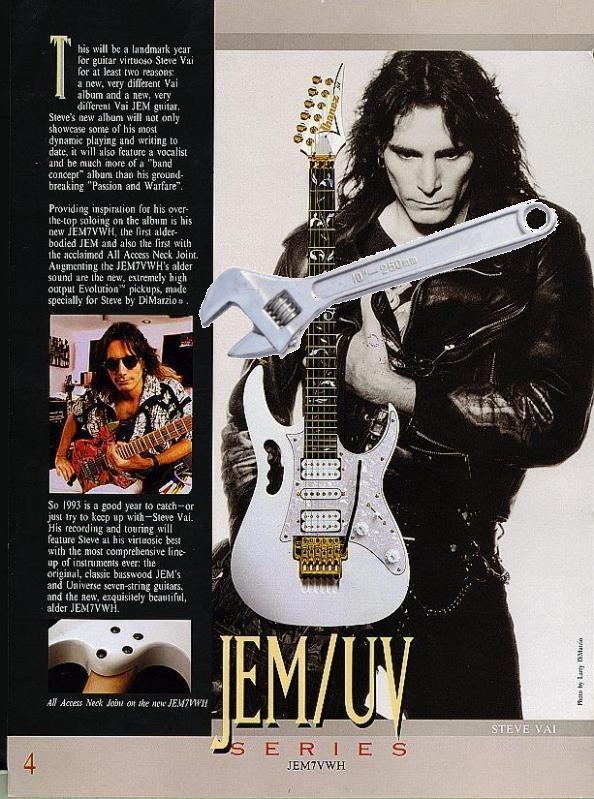 This will be a landmark year
for guitar virtuoso Steve Vai
for at least two reasons:
a new, very different Vai
album and a new, very
different Vai JEM guitar.
Steve's new album will not only
showcase some of his most
dynamic playing and writing to
date, it will also feature a vocalist
and be much more of a "band
concept" album than his ground-
breaking "Passion and Warfare".
Providing inspiration for his over-
the-top soloing on the album is his
new JEM7VWH, the first alder-
bodied JEM and also the first with
the acclaimed All Access Neck Joint.
Augmenting the JEM7VWH's alder
sound are the new, extremely high
output Evolution™ pickups, made
specially for Steve by DiMarzio®.
So 1993 is a good year to catch—or
just try to keep up with—Steve Vai.
His recording and touring will
feature Steve at his virtuosic best
with the most comprehensive line-
up of instruments ever: the
original, classic basswood JEM's
and Universe seven-string guitars,
and the new, exquisitely beautiful,
alder JEM7VWH.
All Access Neck Joint on the new JEM7VWH
4
Ibanez
10"—250mm
JEM/UV
SERIES
JEM7VWH
STEVE VAI
Photo by Larry DiMarzio